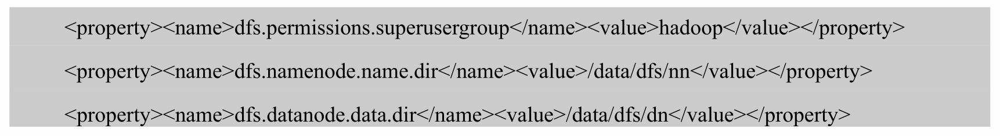 <property><name>dfs.permissions.superusergroup</name><value>hadoop</value></property>
<property><name>dfs.namenode.name.dir</name><value>/data/dfs/nn</value></property>
<property><name>dfs.datanode.data.dir</name><value>/data/dfs/dn</value></property>